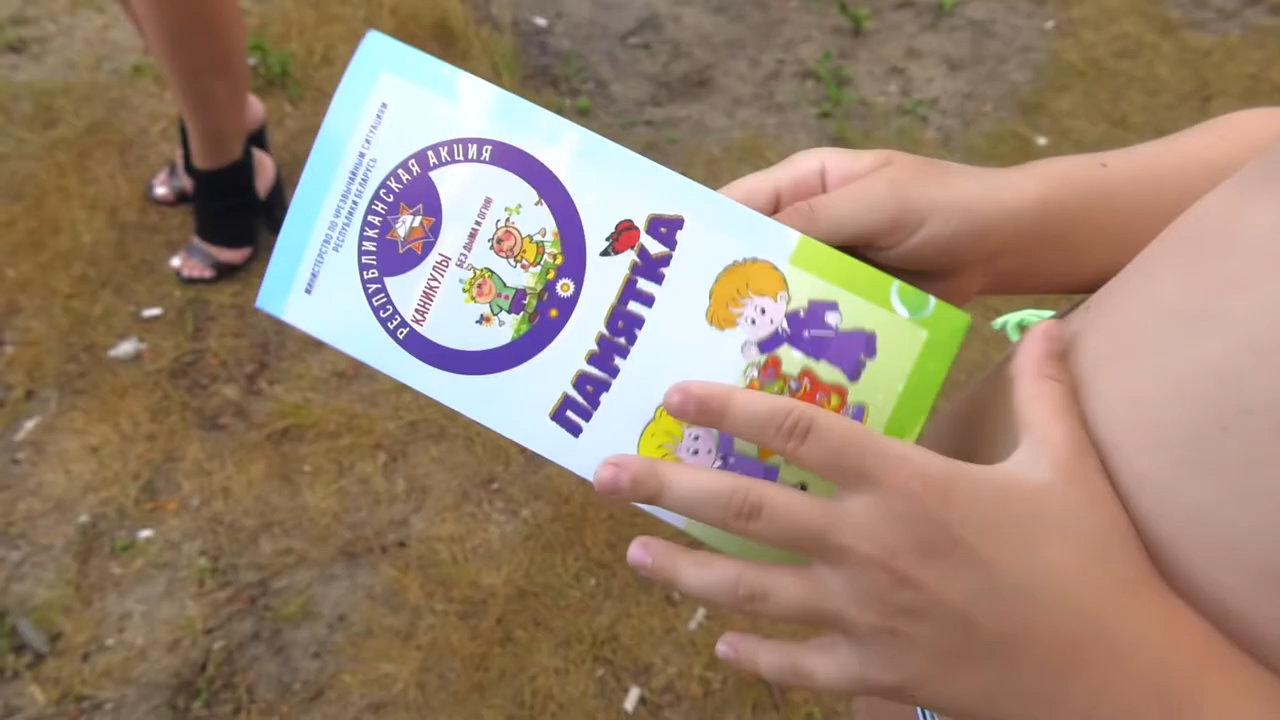 МИНИСТЕРСТВО ПО ЧРЕЗВЫЧАЙНЫМ СИТУАЦИЯМ
РЕСПУБЛИКИ БЕЛАРУСЬ
РЕСПУБЛИКАНСКАЯ АКЦИЯ
КАНИКУЛЫ
БЕЗ ДЫМА И ОГНЯ!
ПАМЯТКА